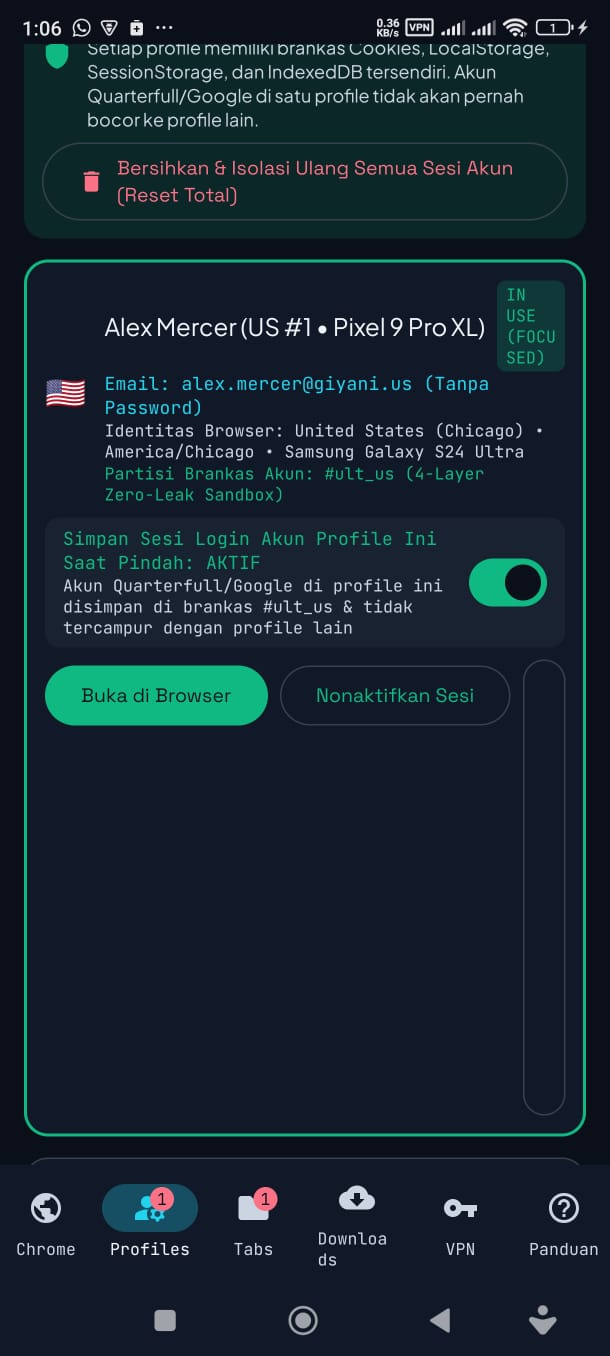 1:06
0.36
KB/s
VPN
1
Setiap profile memiliki brankas Cookies, LocalStorage,
SessionStorage, dan IndexedDB tersendiri. Akun
Quarterfull/Google di satu profile tidak akan pernah
bocor ke profile lain.
Bersihkan & Isolasi Ulang Semua Sesi Akun
(Reset Total)
Alex Mercer (US #1 • Pixel 9 Pro XL)
IN
USE
(FOCU
SED)
Email: alex.mercer@giyani.us (Tanpa
Password)
Identitas Browser: United States (Chicago) •
America/Chicago • Samsung Galaxy S24 Ultra
Partisi Brankas Akun: #ult_us (4-Layer
Zero-Leak Sandbox)
Simpan Sesi Login Akun Profile Ini
Saat Pindah: AKTIF
Akun Quarterfull/Google di profile ini
disimpan di brankas #ult_us & tidak
tercampur dengan profile lain
Buka di Browser
Nonaktifkan Sesi
1
1
Chrome
Profiles
Tabs
Downloa
ds
VPN
Panduan